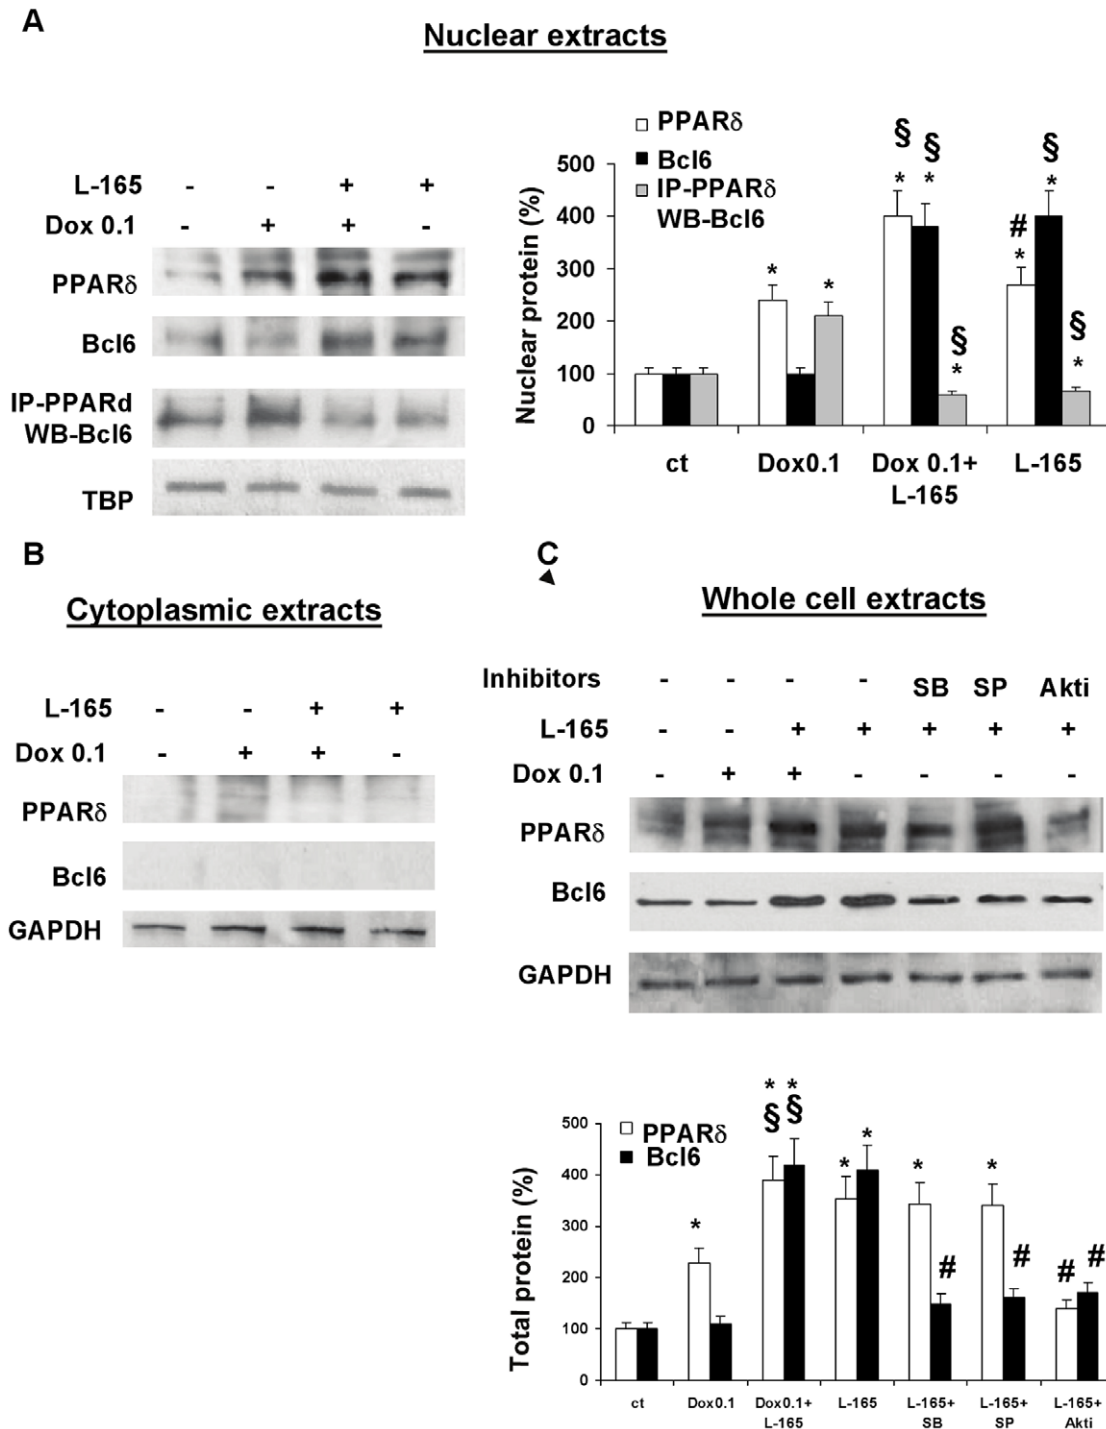 A
Nuclear extracts
L-165 - - + +
Dox 0.1 - + + -
PPARδ
Bcl6
IP-PPARd
WB-Bcl6
TBP
PPARδ
Bcl6
IP-PPARδ
WB-Bcl6
Nuclear protein (%)
500
400
300
200
100
0
* * § * § * § * # * § * § *
ct Dox0.1 Dox 0.1+ L-165
L-165
B
Cytoplasmic extracts
L-165 - - + +
Dox 0.1 - + + -
PPARδ
Bcl6
GAPDH
C
Whole cell extracts
Inhibitors - - - - SB SP Akti
L-165 - - + + + + +
Dox 0.1 - + + - - - -
PPARδ
Bcl6
GAPDH
PPARδ
Bcl6
Total protein (%)
500
400
300
200
100
0
* * * § § * * * # * # # #
ct Dox0.1 Dox0.1+ L-165 L-165+ L-165+ L-165+
L-165 SB SP Akti